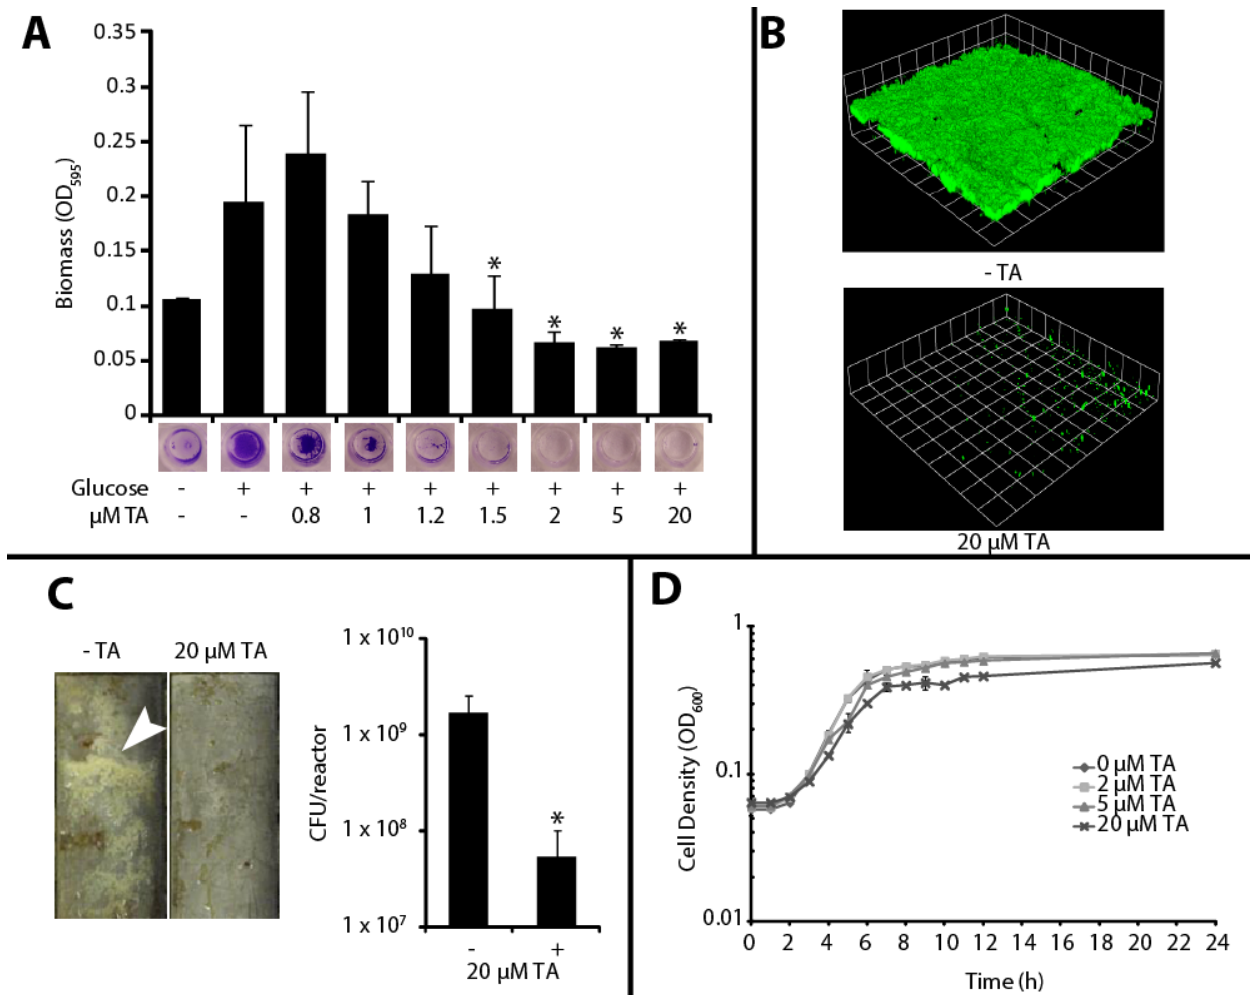 A
0.35
0.3
0.25
0.2
0.15
0.1
0.05
0
Biomass (OD595)
* * * *
Glucose - + + + + + + + +
µM TA - - 0.8 1 1.2 1.5 2 5 20
B
- TA
20 µM TA
C
- TA 20 µM TA
1 x 10^10
1 x 10^9
1 x 10^8
1 x 10^7
CFU/reactor
*
- +
20 µM TA
D
1
0.1
0.01
Cell Density (OD600)
0 µM TA
2 µM TA
5 µM TA
20 µM TA
0 2 4 6 8 10 12 14 16 18 20 22 24
Time (h)